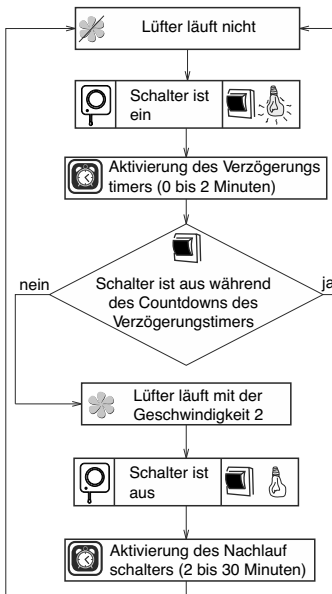 Lüfter läuft nicht
Schalter ist
ein
Aktivierung des Verzögerungs
timers (0 bis 2 Minuten)
nein
ja
Schalter ist aus während
des Countdowns des
Verzögerungstimers
Lüfter läuft mit der
Geschwindigkeit 2
Schalter ist
aus
Aktivierung des Nachlauf
schalters (2 bis 30 Minuten)